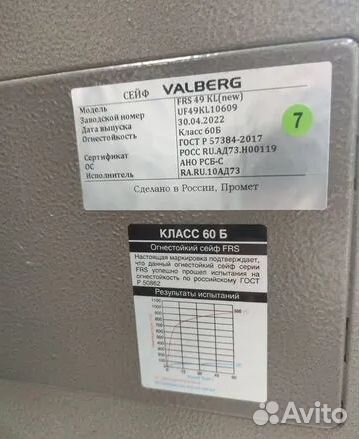 СЕЙФ VALBERG
Модель FRS 49 KL(new)
Заводской номер UF49KL10609
Дата выпуска 30.04.2022
Огнестойкость Класс 60Б
ГОСТ Р 57384-2017
Сертификат РОСС RU.АД73.Н00119
ОС АНО РСБ-С
Исполнитель RA.RU.10АД73
Сделано в России, Промет
7
КЛАСС 60 Б
Огнестойкий сейф FRS
Настоящая маркировка подтверждает,
что данный огнестойкий сейф серии
FRS успешно прошел испытания на
огнестойкость по российскому ГОСТ
Р 50862
Результаты испытаний
Avito